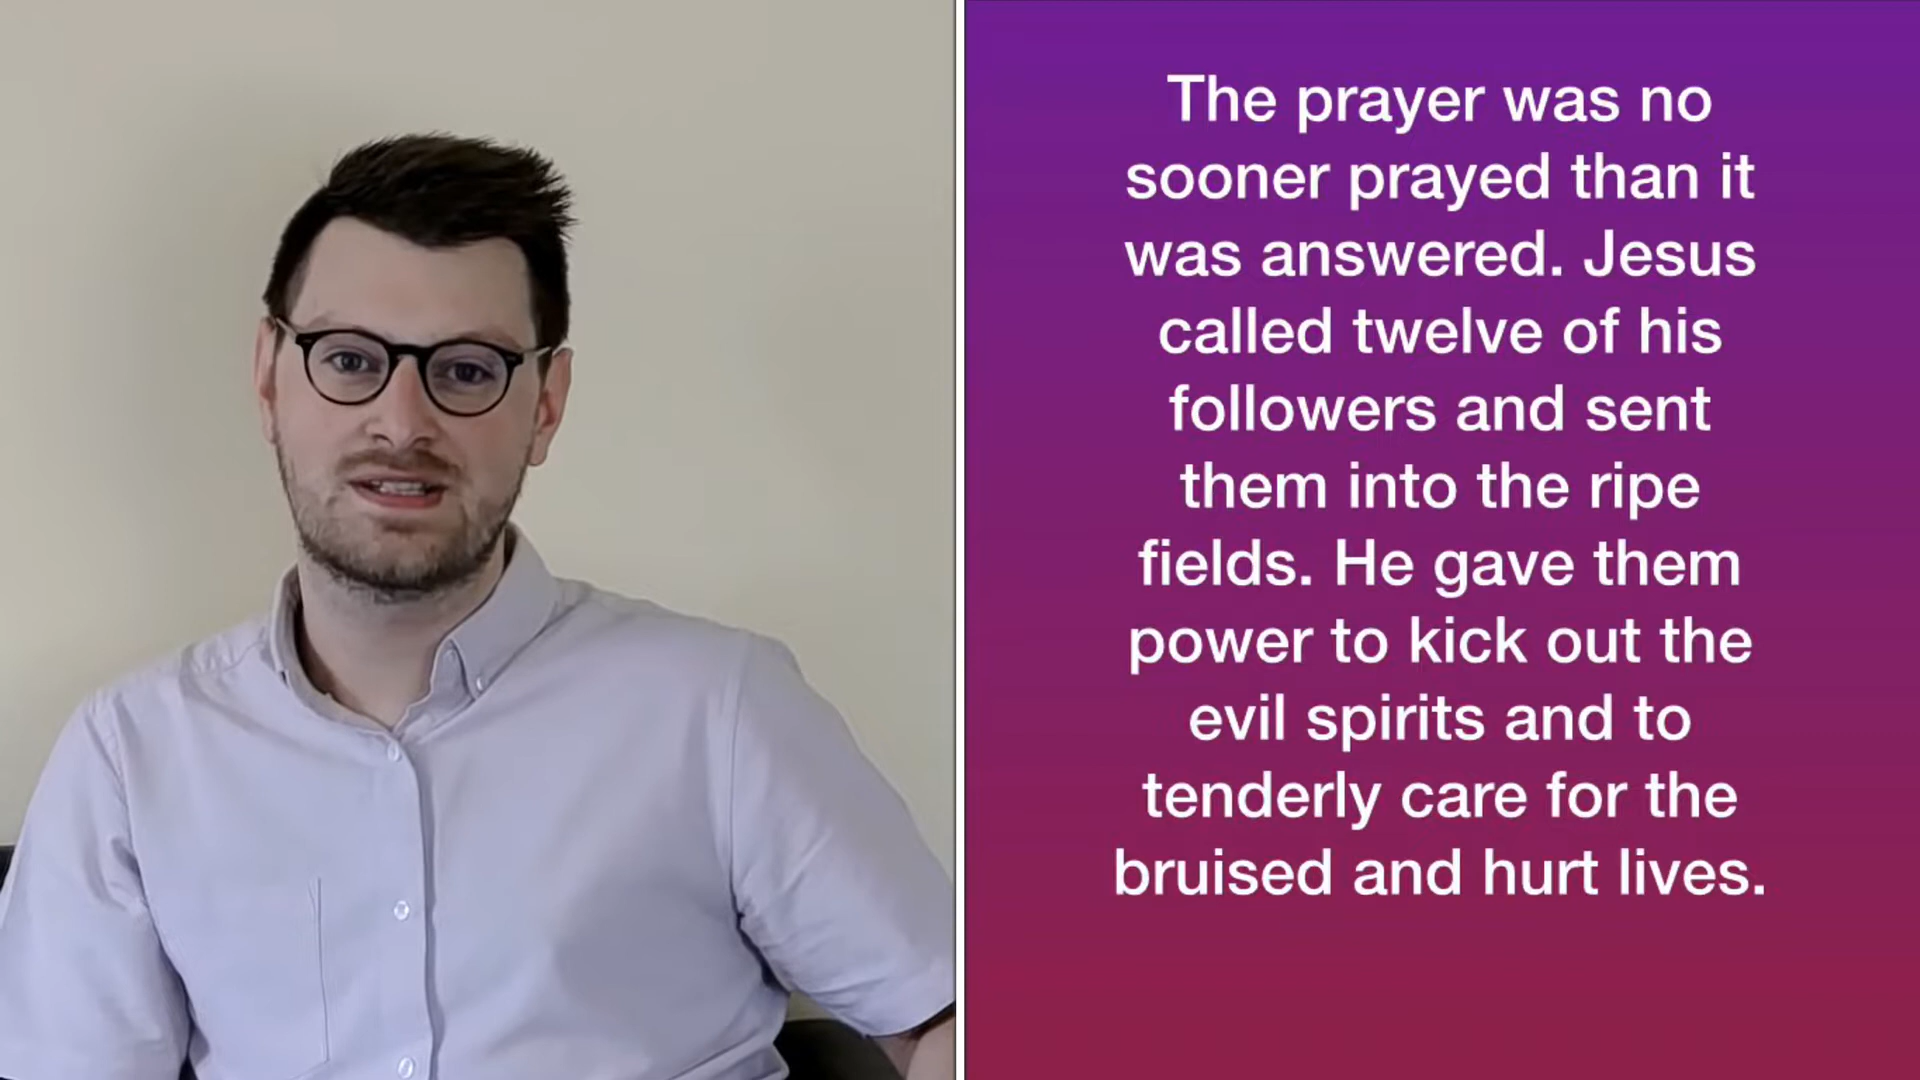 The prayer was no
sooner prayed than it
was answered. Jesus
called twelve of his
followers and sent
them into the ripe
fields. He gave them
power to kick out the
evil spirits and to
tenderly care for the
bruised and hurt lives.